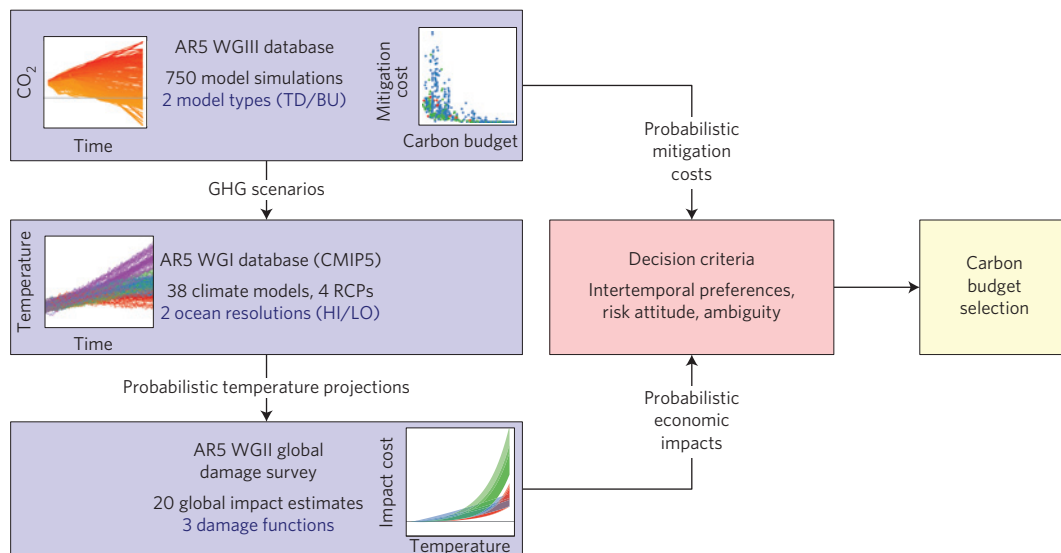 CO2
Time
AR5 WGIII database
750 model simulations
2 model types (TD/BU)
Mitigation
cost
Carbon budget
GHG scenarios
Temperature
Time
AR5 WGI database (CMIP5)
38 climate models, 4 RCPs
2 ocean resolutions (HI/LO)
Probabilistic temperature projections
AR5 WGII global
damage survey
20 global impact estimates
3 damage functions
Impact cost
Temperature
Probabilistic
mitigation
costs
Decision criteria
Intertemporal preferences,
risk attitude, ambiguity
Probabilistic
economic
impacts
Carbon
budget
selection